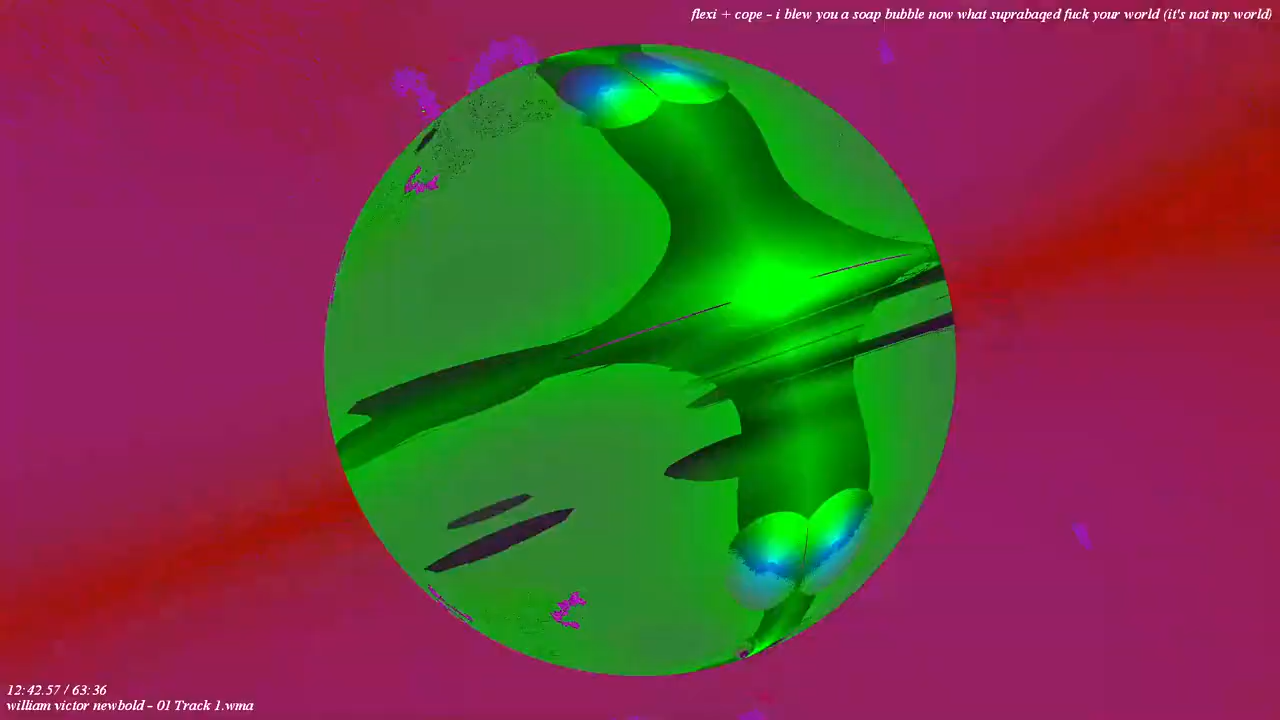 flexi + cope - i blew you a soap bubble now what suprabaqed fuck your world (it's not my world)
12:42.57 / 63:36
william victor newbold - 01 Track 1.wma